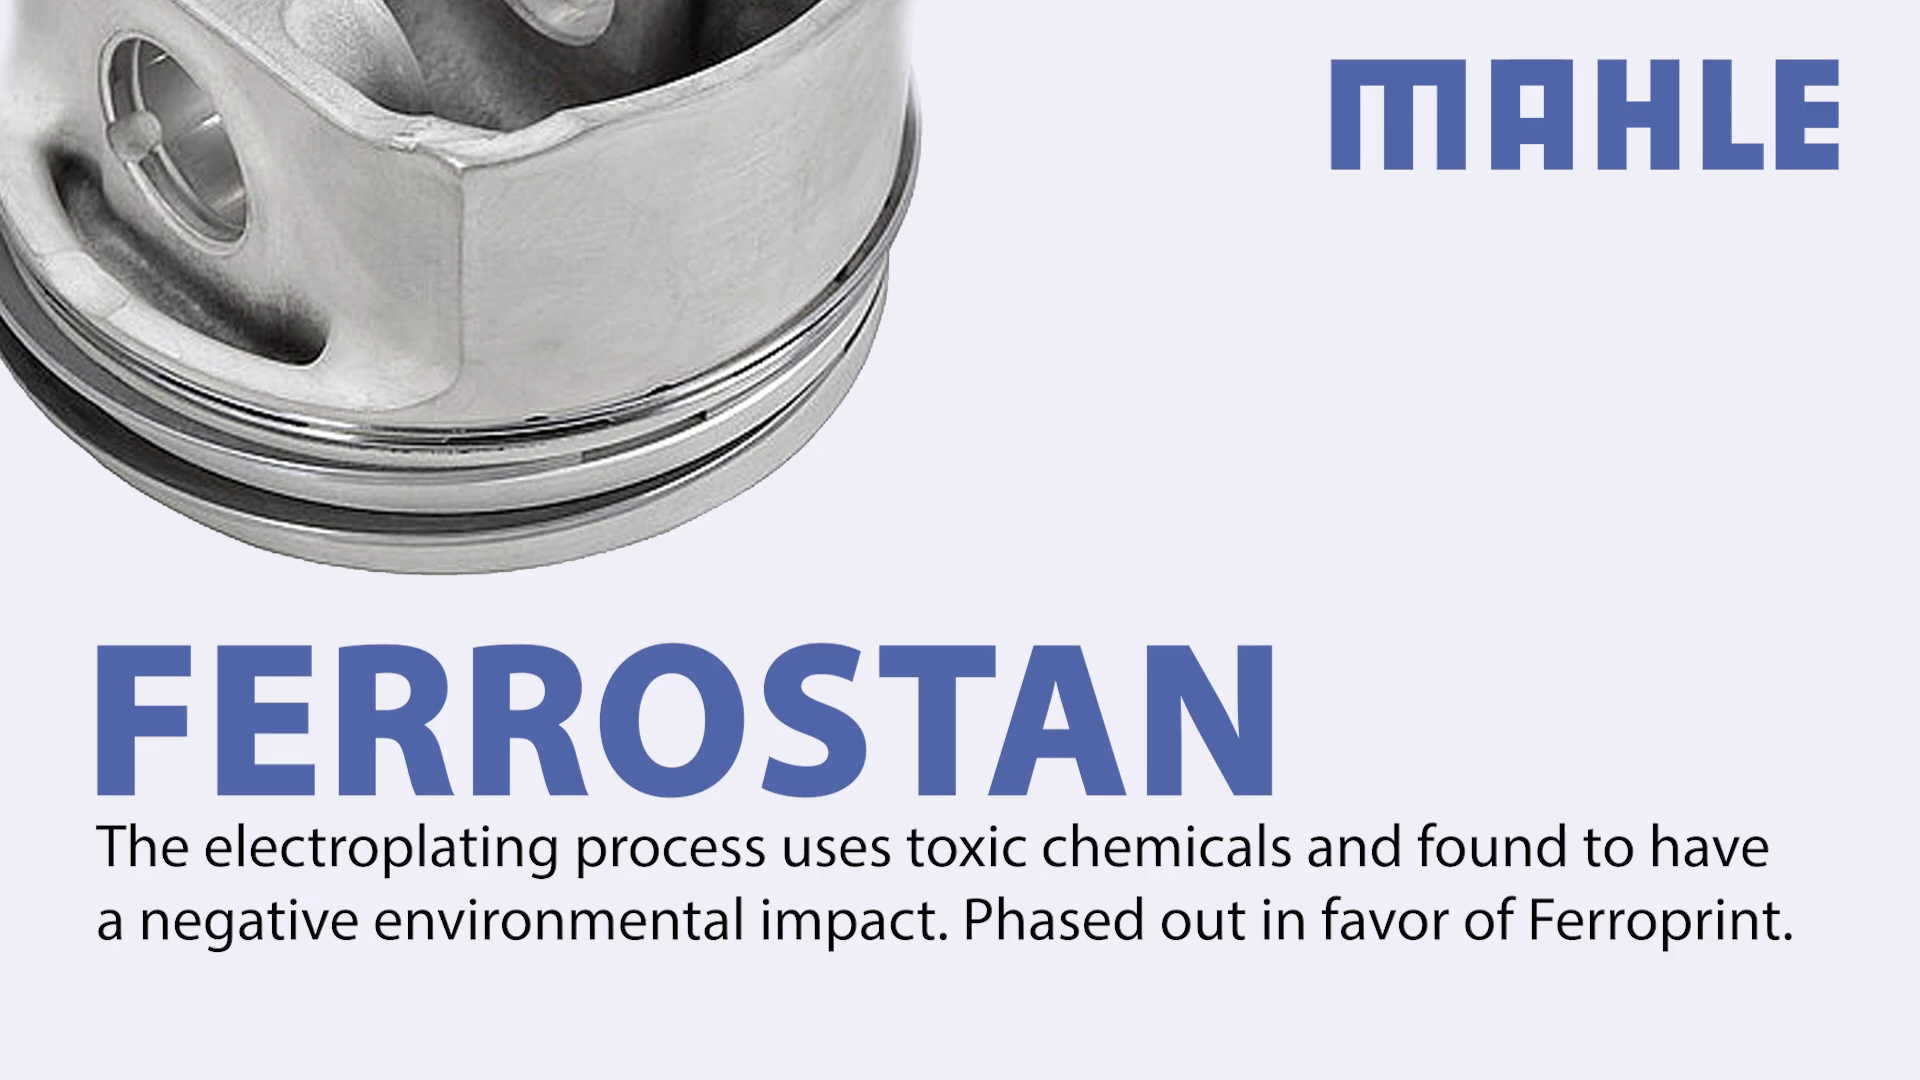 MAHLE
FERROSTAN
The electroplating process uses toxic chemicals and found to have
a negative environmental impact. Phased out in favor of Ferroprint.